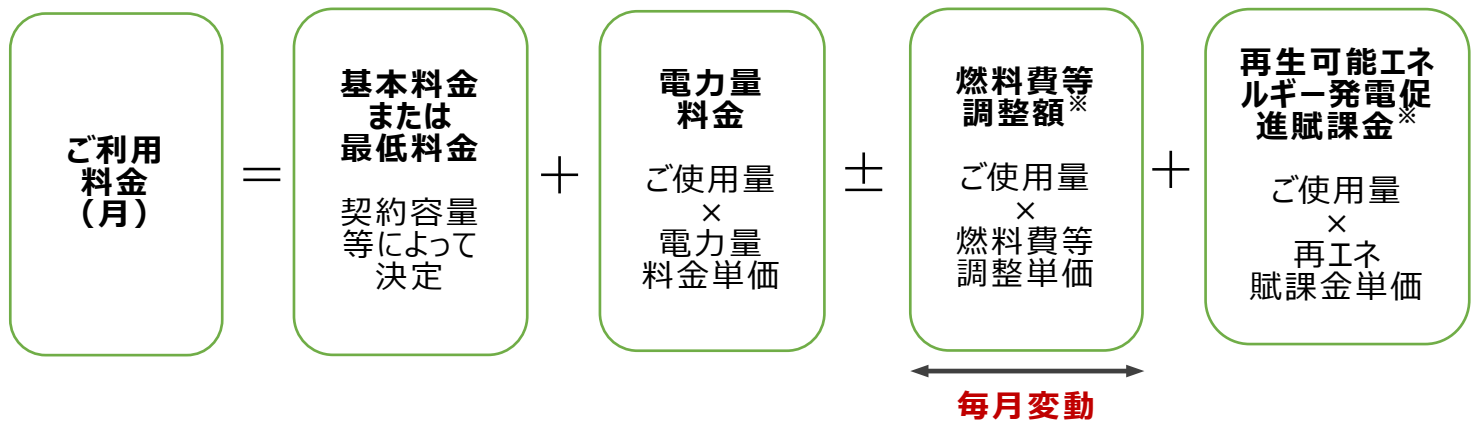 ご利用
料金
(月)
＝
基本料金
または
最低料金
契約容量
等によって
決定
＋
電力量
料金
ご使用量
×
電力量
料金単価
±
燃料費等
調整額※
ご使用量
×
燃料費等
調整単価
＋
再生可能エネ
ルギー発電促
進賦課金※
ご使用量
×
再エネ
賦課金単価
毎月変動